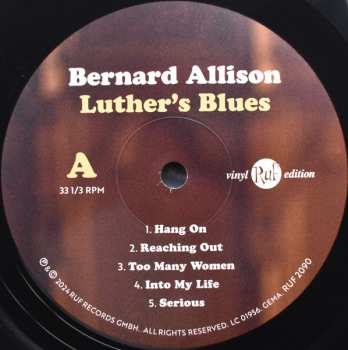 Bernard Allison
Luther's Blues
A
33 1/3 RPM
vinyl Ruf edition
1. Hang On
2. Reaching Out
3. Too Many Women
4. Into My Life
5. Serious
℗ & © 2024 RUF RECORDS GMBH. ALL RIGHTS RESERVED. LC 01956. GEMA. RUF 2090